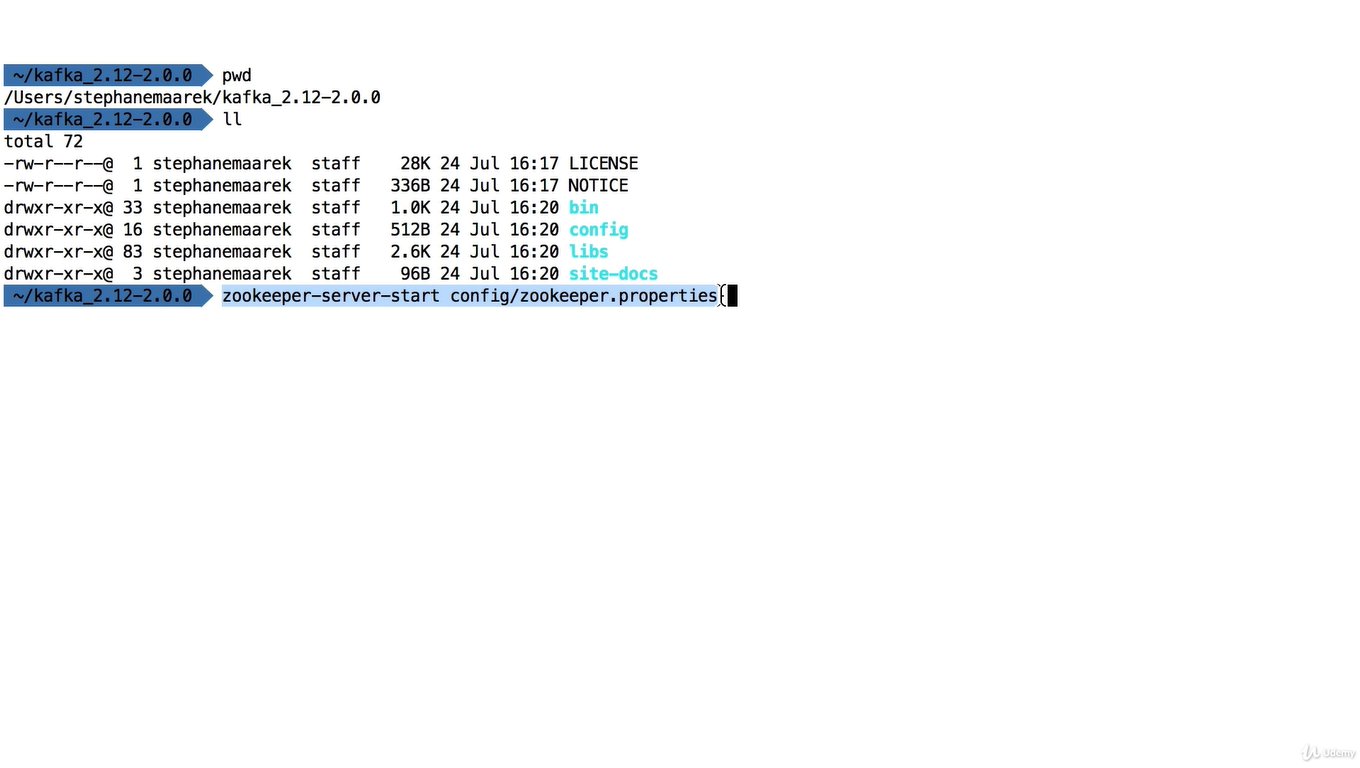 ~/kafka_2.12-2.0.0 pwd
/Users/stephanemaarek/kafka_2.12-2.0.0
~/kafka_2.12-2.0.0 ll
total 72
-rw-r--r--@ 1 stephanemaarek staff 28K 24 Jul 16:17 LICENSE
-rw-r--r--@ 1 stephanemaarek staff 336B 24 Jul 16:17 NOTICE
drwxr-xr-x@ 33 stephanemaarek staff 1.0K 24 Jul 16:20 bin
drwxr-xr-x@ 16 stephanemaarek staff 512B 24 Jul 16:20 config
drwxr-xr-x@ 83 stephanemaarek staff 2.6K 24 Jul 16:20 libs
drwxr-xr-x@ 3 stephanemaarek staff 96B 24 Jul 16:20 site-docs
~/kafka_2.12-2.0.0 zookeeper-server-start config/zookeeper.properties
Udemy